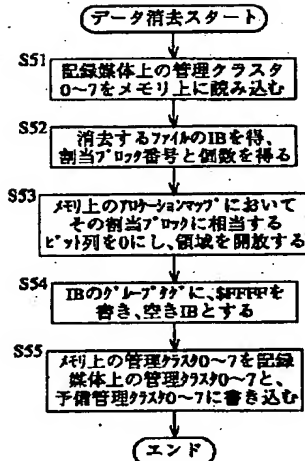 データ消去スタート
S51
記録媒体上の管理クラスタ
0~7をメモリ上に読み込む
S52
消去するファイルのIBを得、
割当ブロック番号と個数を得る
S53
メモリ上のアロケーションマップにおいて
その割当ブロックに相当する
ビット列を0にし、領域を開放する
S54
IBのグループタグに、$FFFFを
書き、空きIBとする
S55
メモリ上の管理クラスタ0~7を記録
媒体上の管理クラスタ0~7と、
予備管理クラスタ0~7に書き込む
エンド